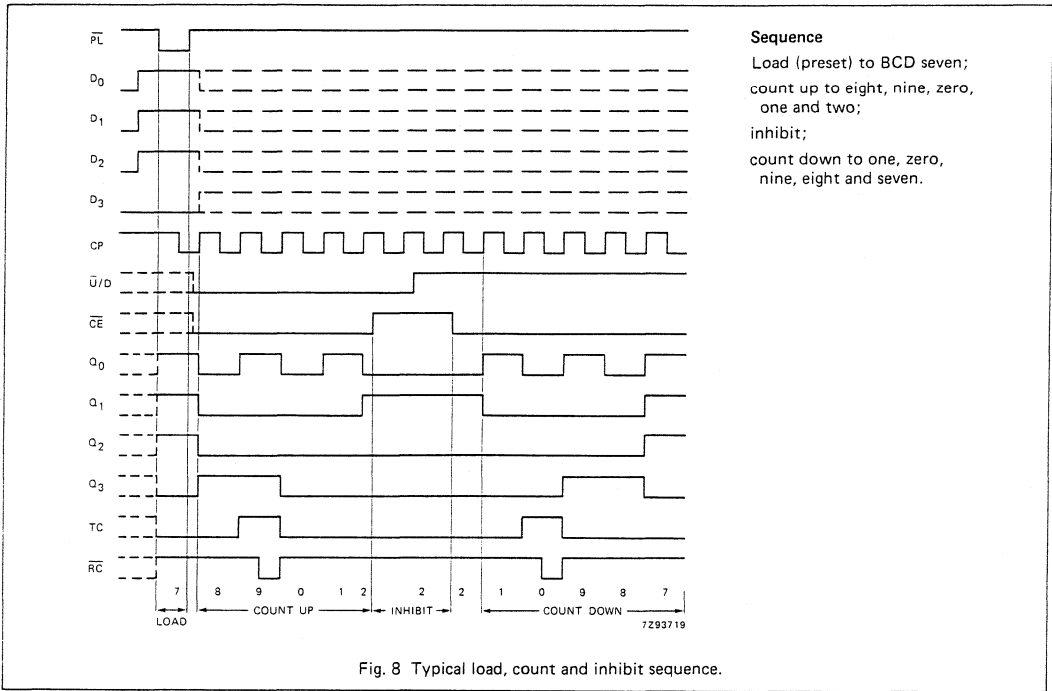 PL
D0
D1
D2
D3
CP
U/D
CE
Q0
Q1
Q2
Q3
TC
RC
7 8 9 0 1 2 2 2 1 0 9 8 7
LOAD COUNT UP INHIBIT COUNT DOWN
7Z93719
Sequence
Load (preset) to BCD seven;
count up to eight, nine, zero,
one and two;
inhibit;
count down to one, zero,
nine, eight and seven.
Fig. 8 Typical load, count and inhibit sequence.